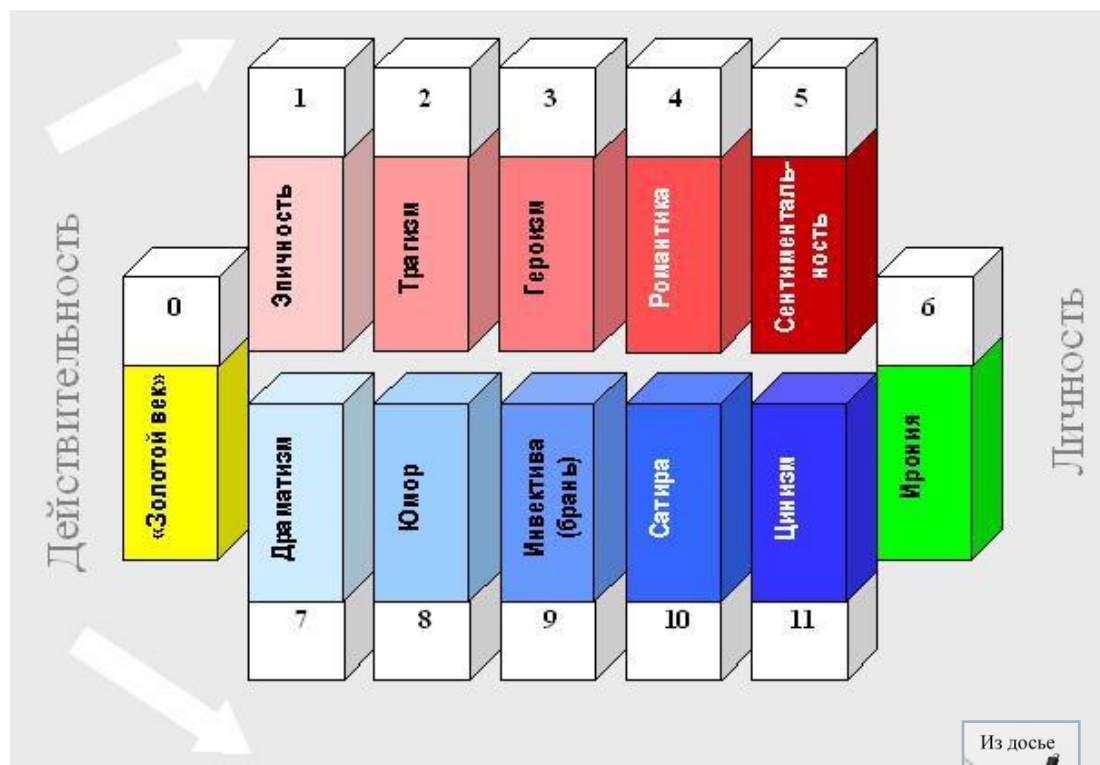 Действительность
0
«Золотой век»
1
Эпичность
2
Трагизм
3
Героизм
4
Романтика
5
Сентименталь-
ность
7
Драматизм
8
Юмор
9
Инвектива
(брань)
10
Сатира
11
Цинизм
6
Ирония
Личность
Из досье